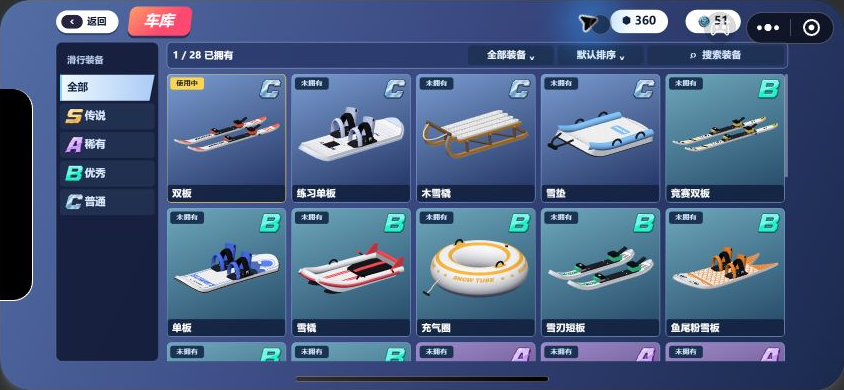 返回
车库
360
51
滑行装备
全部
S 传说
A 稀有
B 优秀
C 普通
1 / 28 已拥有
全部装备
默认排序
搜索装备
使用中
C
双板
未拥有
C
练习单板
未拥有
C
木雪橇
未拥有
C
雪垫
未拥有
B
竞赛双板
未拥有
B
单板
未拥有
B
雪橇
未拥有
B
SNOW TUBE
充气圈
未拥有
B
雪刃短板
未拥有
B
鱼尾粉雪板
未拥有
B
未拥有
B
未拥有
A
未拥有
A
未拥有
A